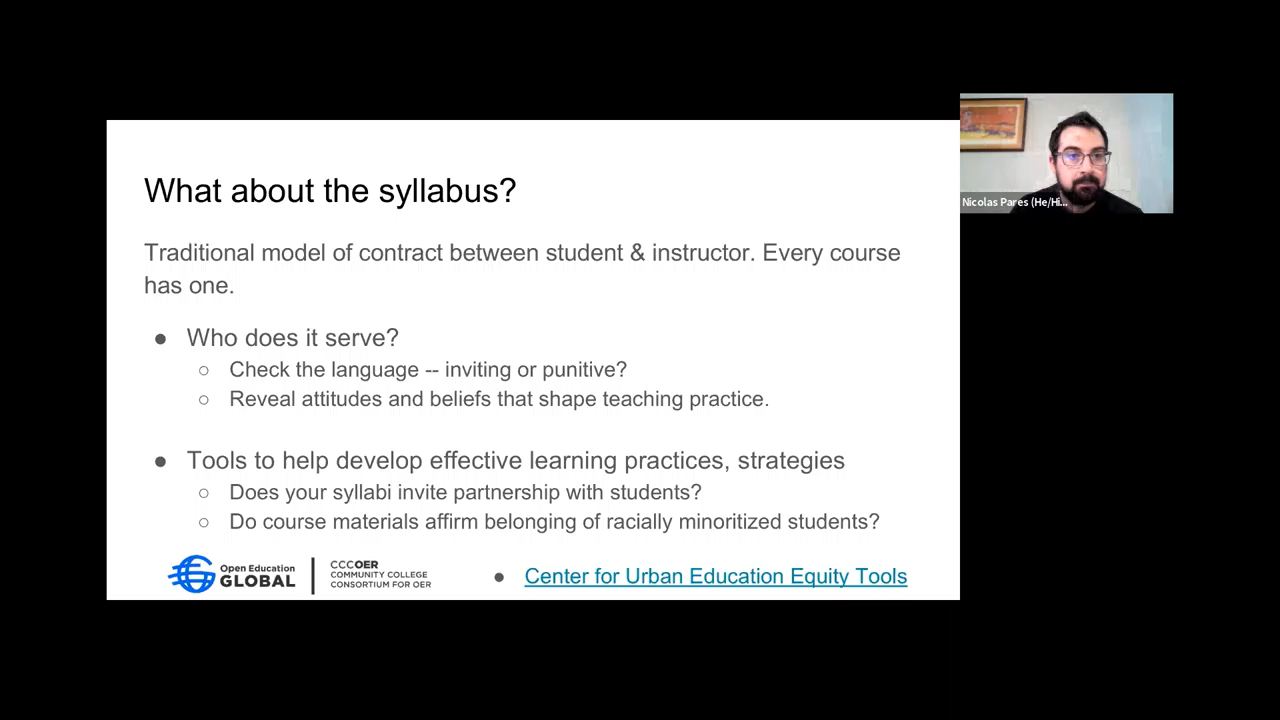 What about the syllabus?
Traditional model of contract between student & instructor. Every course
has one.
● Who does it serve?
○ Check the language -- inviting or punitive?
○ Reveal attitudes and beliefs that shape teaching practice.
● Tools to help develop effective learning practices, strategies
○ Does your syllabi invite partnership with students?
○ Do course materials affirm belonging of racially minoritized students?
Open Education
GLOBAL
CCCOER
COMMUNITY COLLEGE
CONSORTIUM FOR OER
● Center for Urban Education Equity Tools
Nicolas Pares (He/Hi...